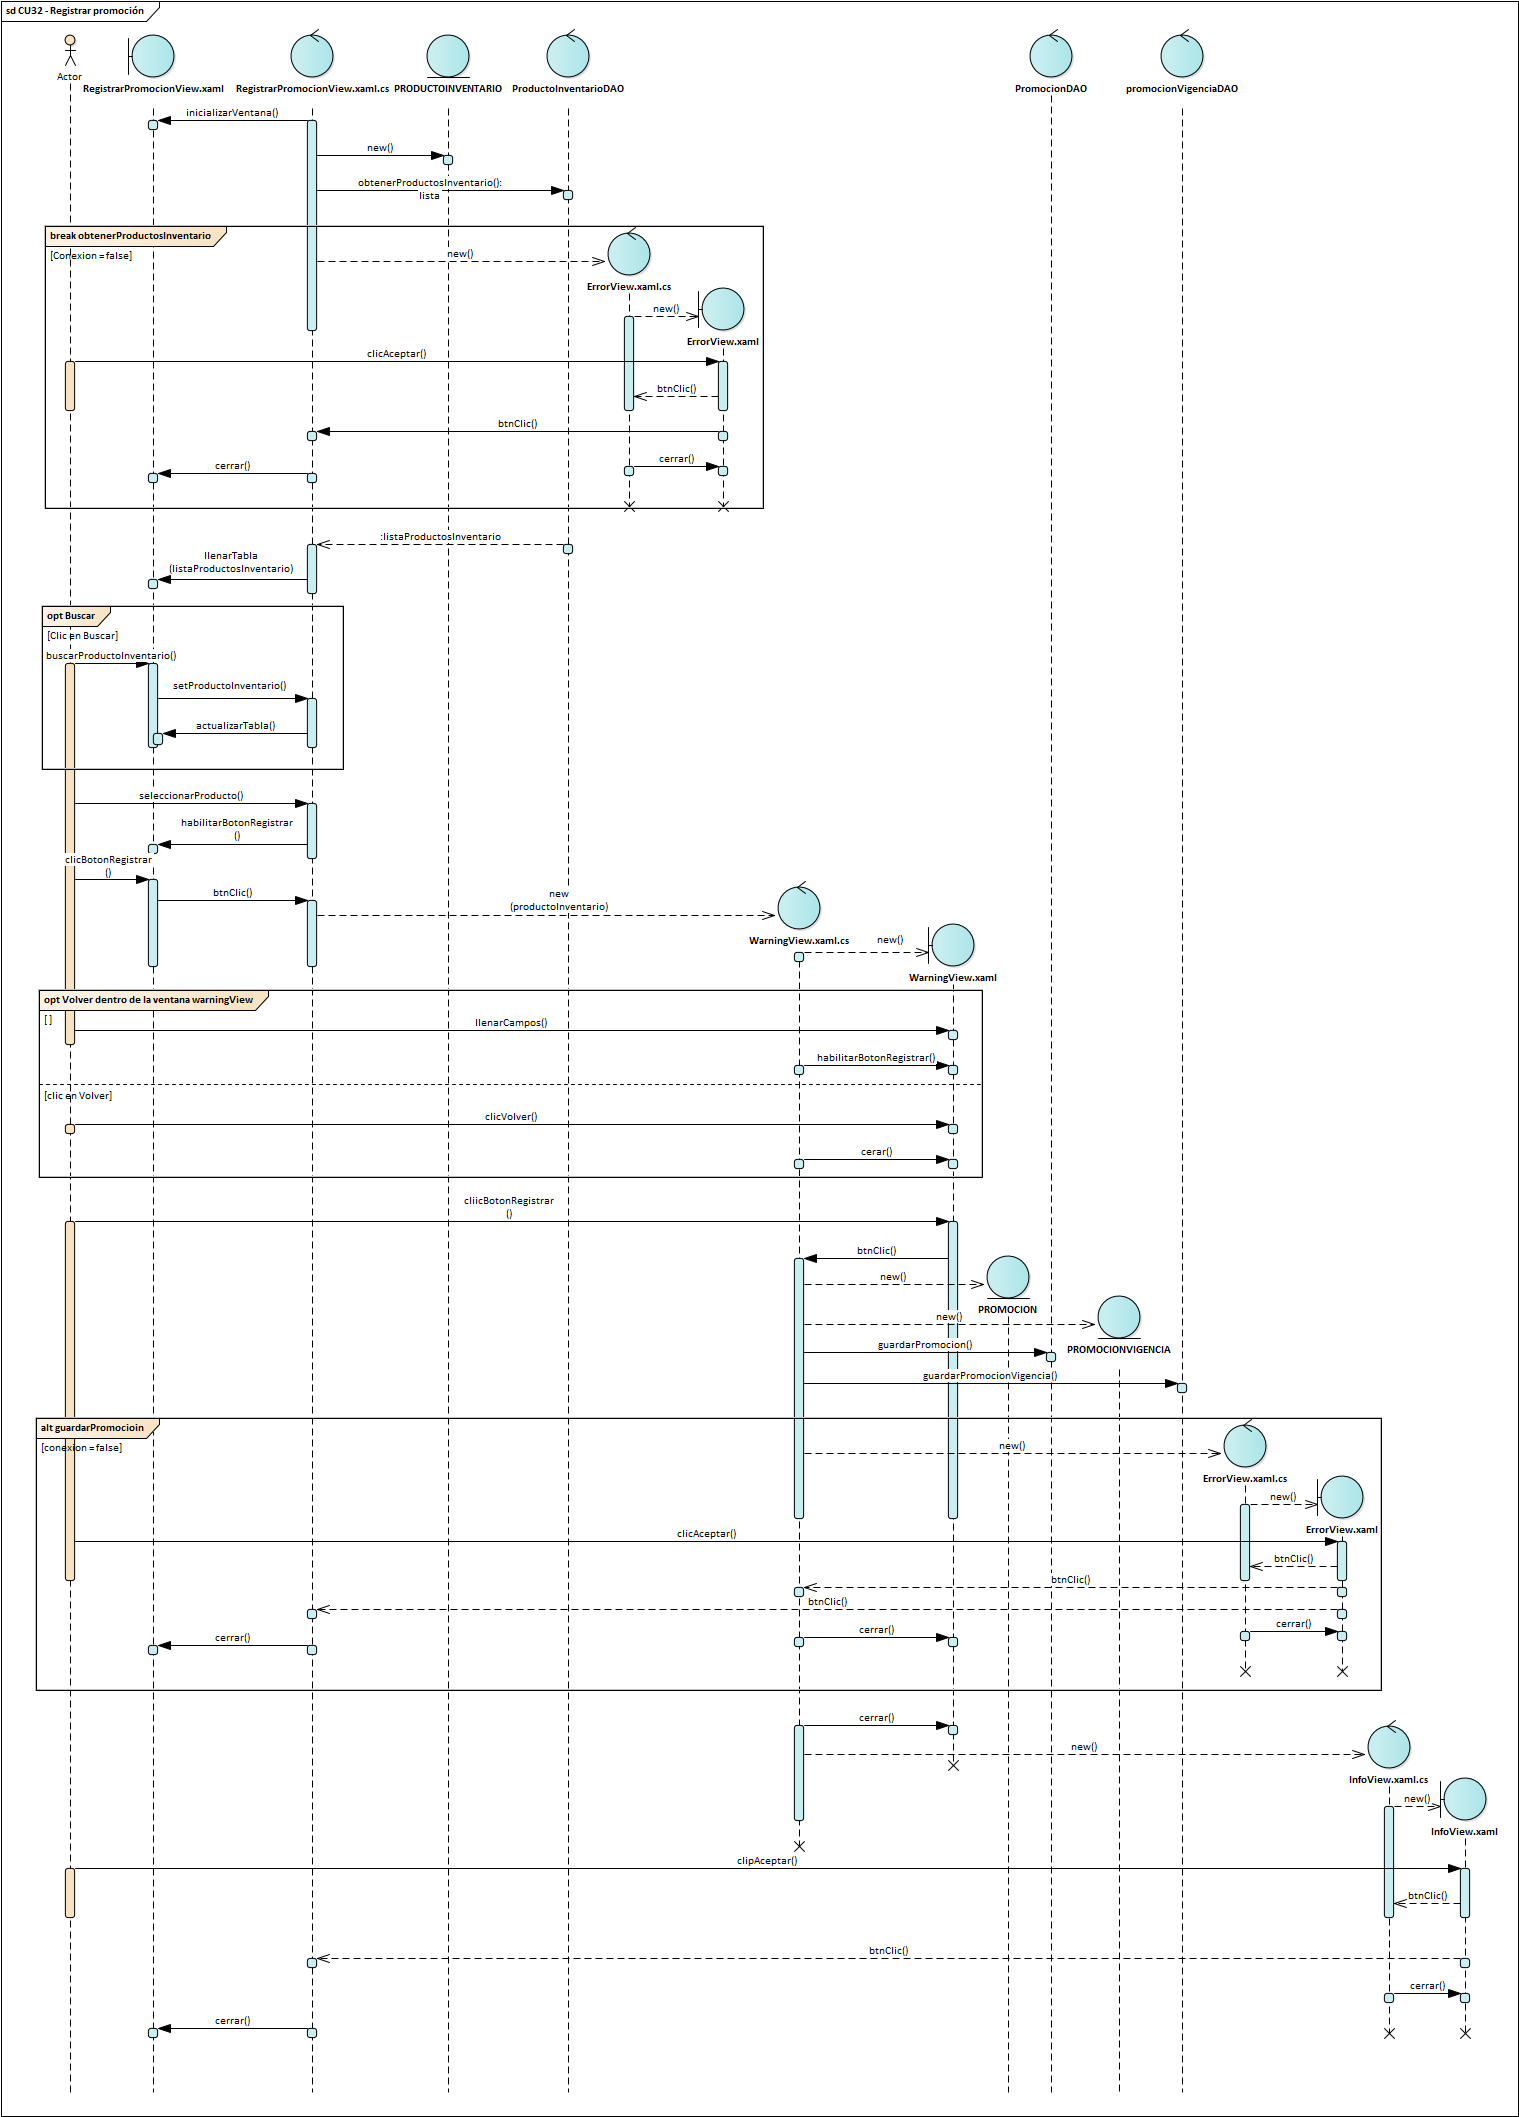 sd CU32 - Registrar promoción
Actor
RegistrarPromocionView.xaml
RegistrarPromocionView.xaml.cs
PRODUCTOINVENTARIO
ProductoInventarioDAO
PromocionDAO
promocionVigenciaDAO
inicializarVentana()
new()
obtenerProductosInventario():
lista
break obtenerProductosInventario
[Conexion = false]
new()
ErrorView.xaml.cs
new()
ErrorView.xaml
clicAceptar()
btnClic()
btnClic()
cerrar()
cerrar()
:listaProductosInventario
llenarTabla
(listaProductosInventario)
opt Buscar
[Clic en Buscar]
buscarProductoInventario()
setProductoInventario()
actualizarTabla()
seleccionarProducto()
habilitarBotonRegistrar
()
clicBotonRegistrar
()
btnClic()
new
(productoInventario)
WarningView.xaml.cs
new()
WarningView.xaml
opt Volver dentro de la ventana warningView
[ ]
llenarCampos()
habilitarBotonRegistrar()
[clic en Volver]
clicVolver()
cerar()
cliicBotonRegistrar
()
btnClic()
new()
PROMOCION
new()
PROMOCIONVIGENCIA
guardarPromocion()
guardarPromocionVigencia()
alt guardarPromocioin
[conexion = false]
new()
ErrorView.xaml.cs
new()
ErrorView.xaml
clicAceptar()
btnClic()
btnClic()
btnClic()
cerrar()
cerrar()
cerrar()
cerrar()
new()
InfoView.xaml.cs
new()
InfoView.xaml
clipAceptar()
btnClic()
btnClic()
cerrar()
cerrar()